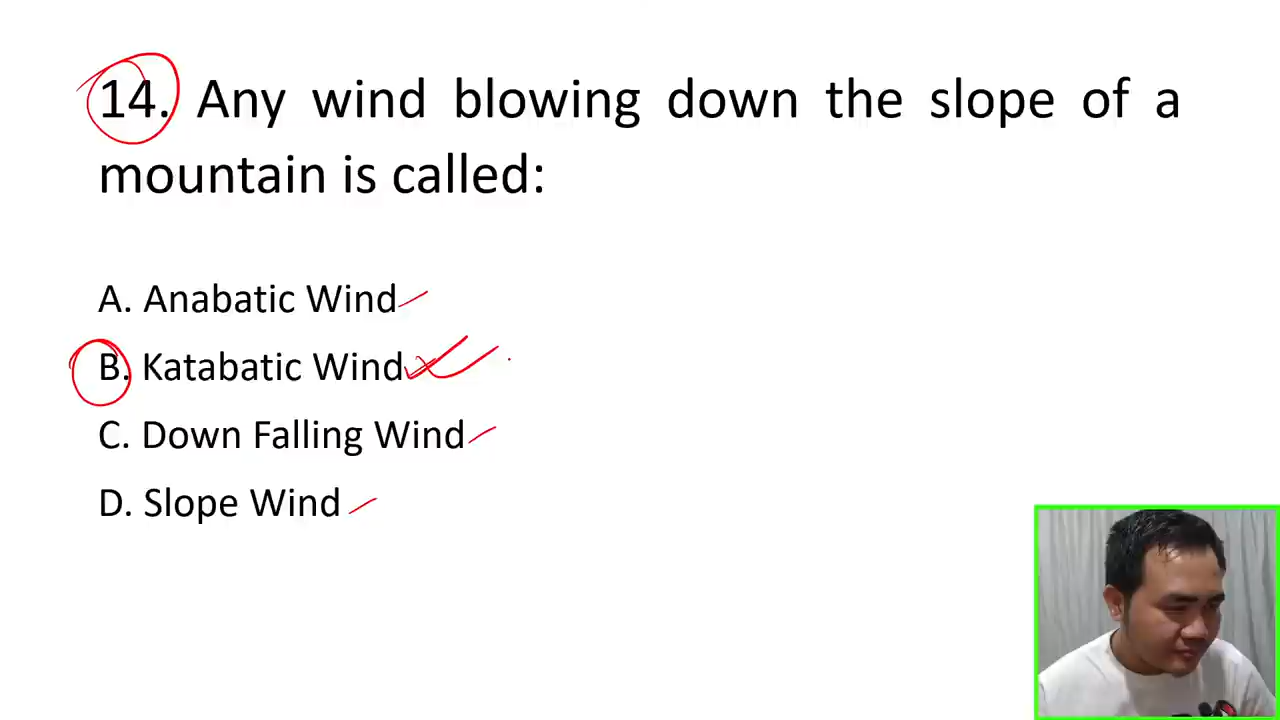 14. Any wind blowing down the slope of a
mountain is called:
A. Anabatic Wind
B. Katabatic Wind
C. Down Falling Wind
D. Slope Wind